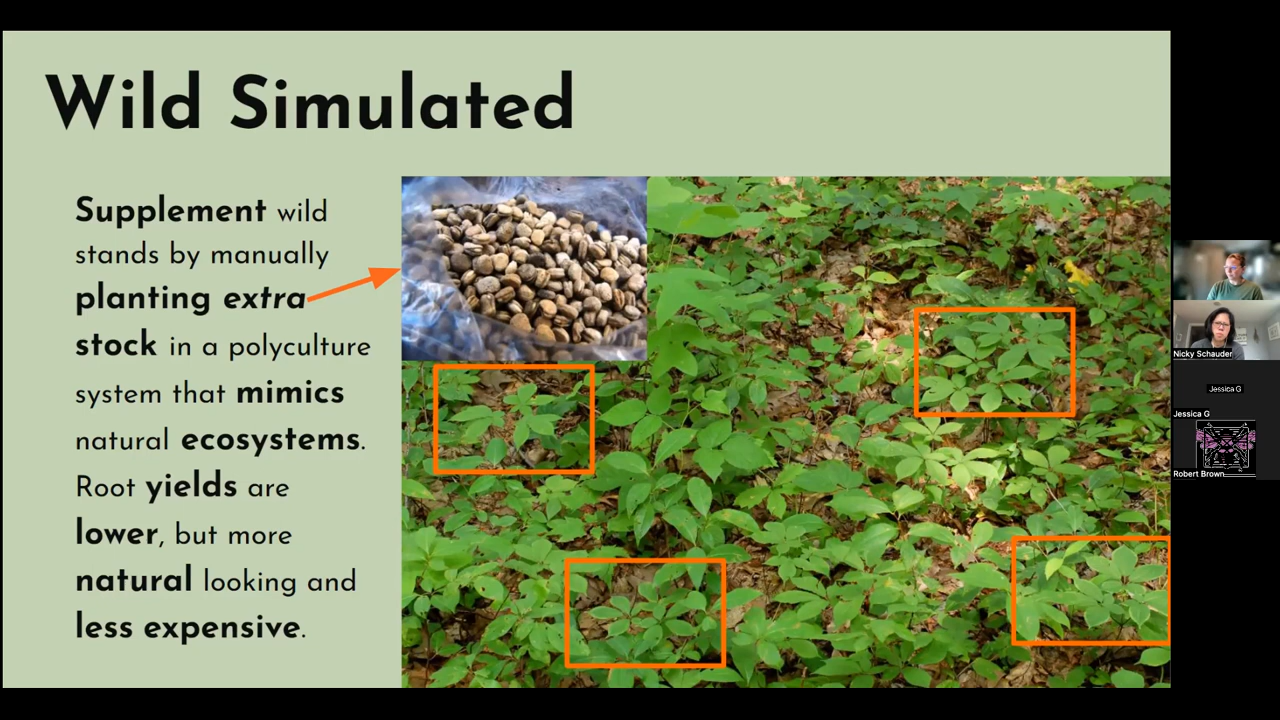 Wild Simulated
Supplement wild
stands by manually
planting extra
stock in a polyculture
system that mimics
natural ecosystems.
Root yields are
lower, but more
natural looking and
less expensive.
Nicky Schauder
Jessica G
Jessica G
Robert Brown